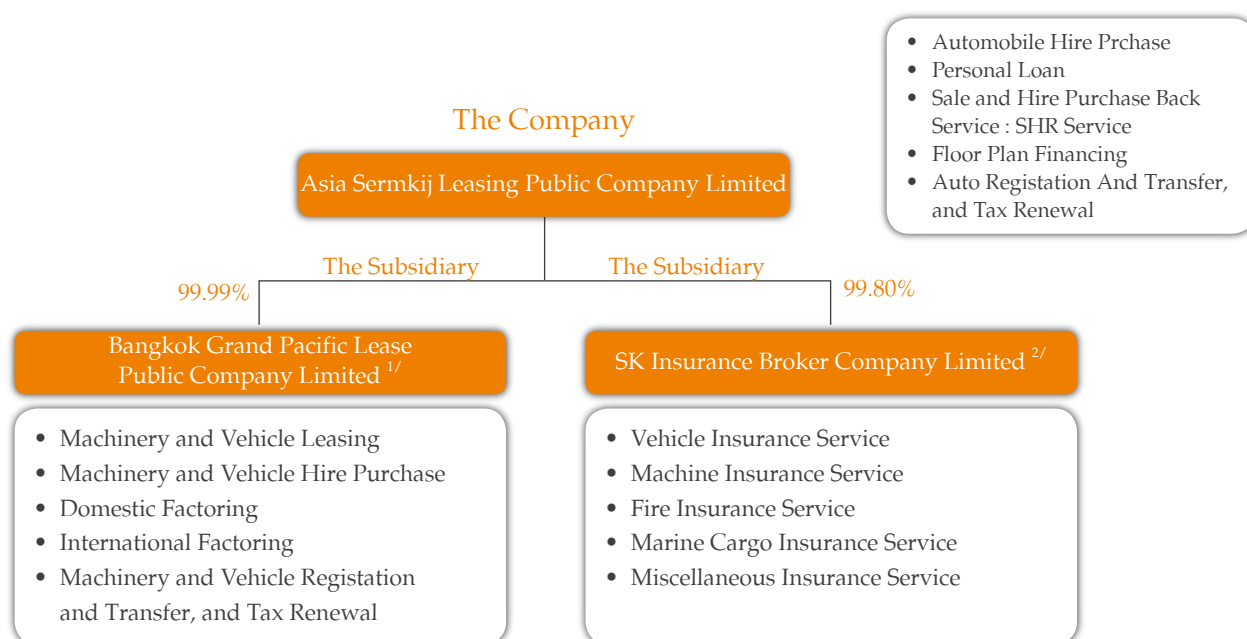 • Automobile Hire Prchase
• Personal Loan
• Sale and Hire Purchase Back
Service : SHR Service
• Floor Plan Financing
• Auto Registation And Transfer,
and Tax Renewal
The Company
Asia Sermkij Leasing Public Company Limited
The Subsidiary
The Subsidiary
99.99%
99.80%
Bangkok Grand Pacific Lease
Public Company Limited 1/
• Machinery and Vehicle Leasing
• Machinery and Vehicle Hire Purchase
• Domestic Factoring
• International Factoring
• Machinery and Vehicle Registation
and Transfer, and Tax Renewal
SK Insurance Broker Company Limited 2/
• Vehicle Insurance Service
• Machine Insurance Service
• Fire Insurance Service
• Marine Cargo Insurance Service
• Miscellaneous Insurance Service